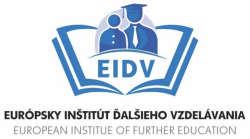 EIDV
EURÓPSKY INŠTITÚT ĎALŠIEHO VZDELÁVANIA
EUROPEAN INSTITUE OF FURTHER EDUCATION